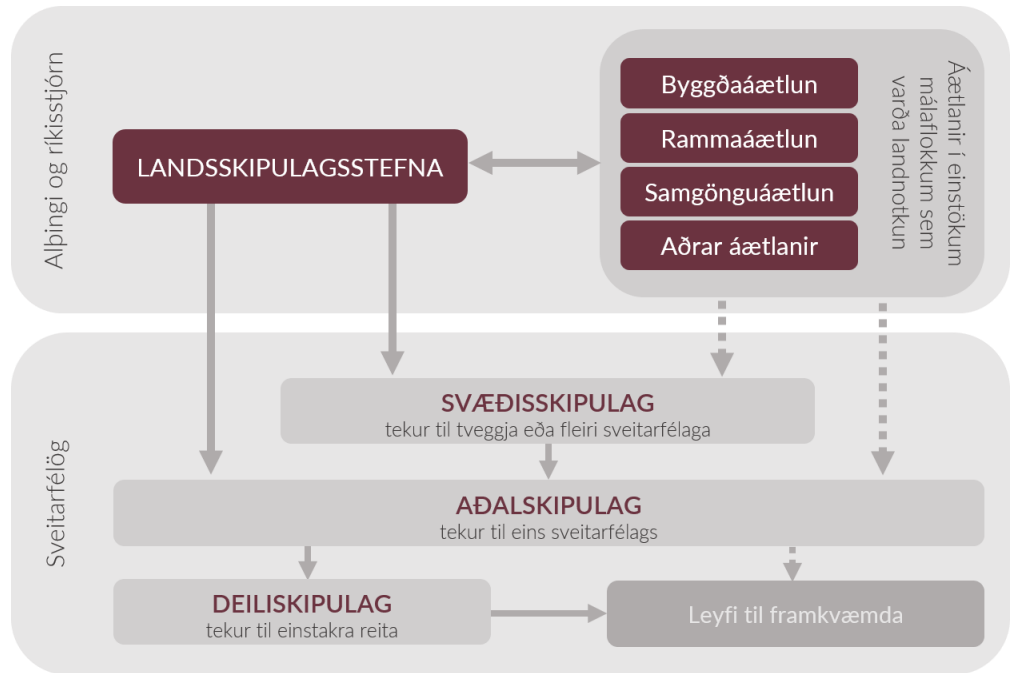 Alþingi og ríkisstjórn
LANDSSKIPULAGSSTEFNA
Byggðaáætlun
Rammaáætlun
Samgönguáætlun
Aðrar áætlanir
Áætlanir í einstökum
málaflokkum sem
varða landnotkun
Sveitarfélög
SVÆÐISSKIPULAG
tekur til tveggja eða fleiri sveitarfélaga
AÐALSKIPULAG
tekur til eins sveitarfélags
DEILISKIPULAG
tekur til einstakra reita
Leyfi til framkvæmda